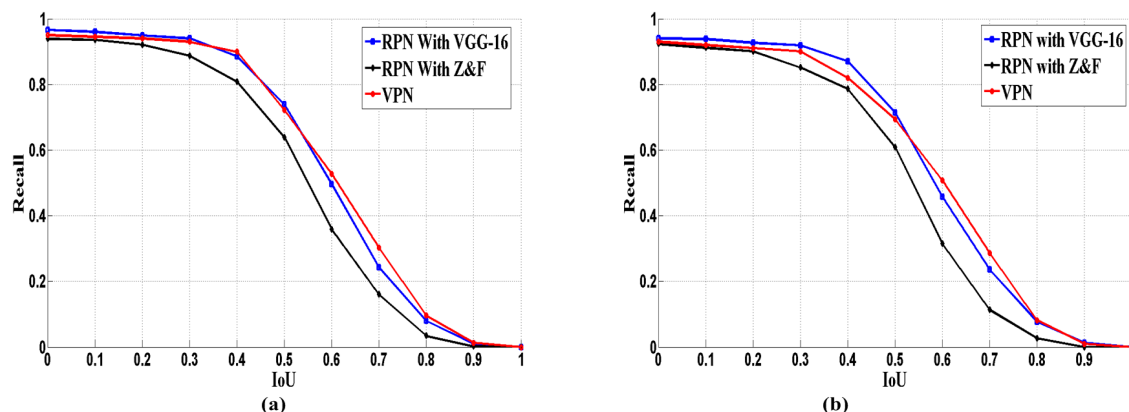 1
0.8
0.6
0.4
0.2
0
Recall
0 0.1 0.2 0.3 0.4 0.5 0.6 0.7 0.8 0.9 1
IoU
RPN With VGG-16
RPN With Z&F
VPN
(a)
1
0.8
0.6
0.4
0.2
0
Recall
0 0.1 0.2 0.3 0.4 0.5 0.6 0.7 0.8 0.9
IoU
RPN with VGG-16
RPN with Z&F
VPN
(b)